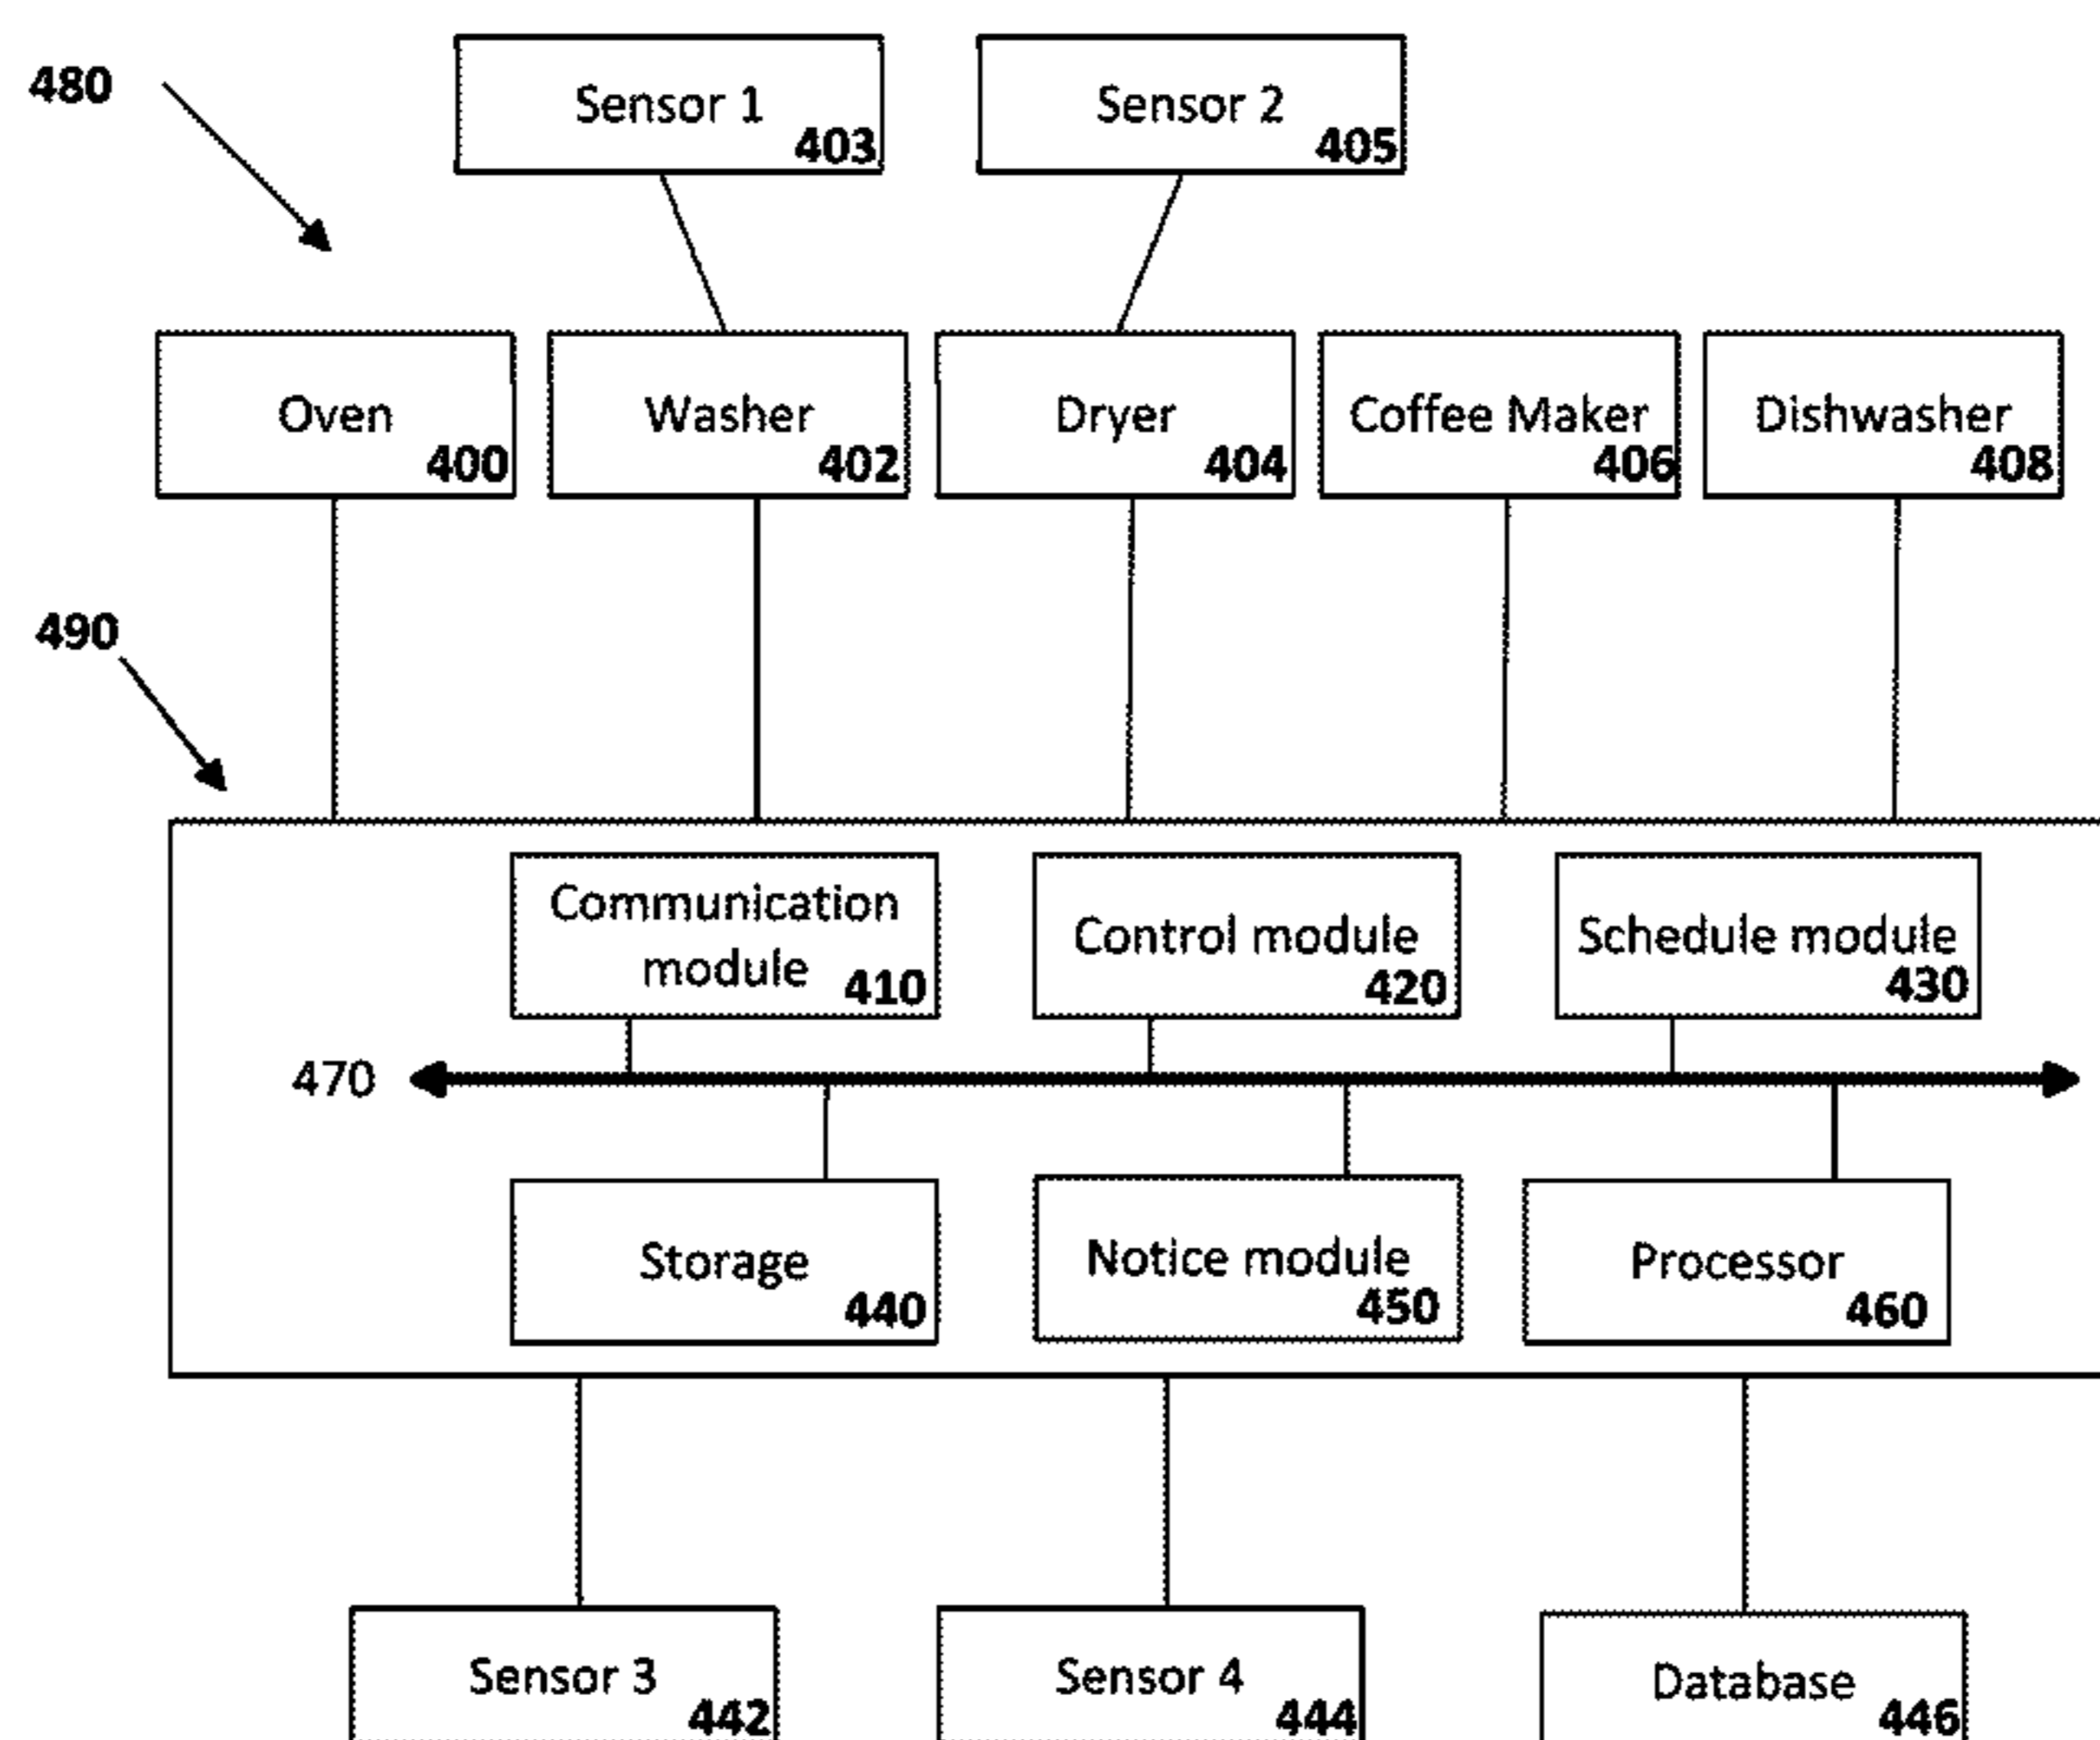 480
Sensor 1
403
Sensor 2
405
Oven
400
Washer
402
Dryer
404
Coffee Maker
406
Dishwasher
408
490
Communication
module
410
Control module
420
Schedule module
430
470
Storage
440
Notice module
450
Processor
460
Sensor 3
442
Sensor 4
444
Database
446